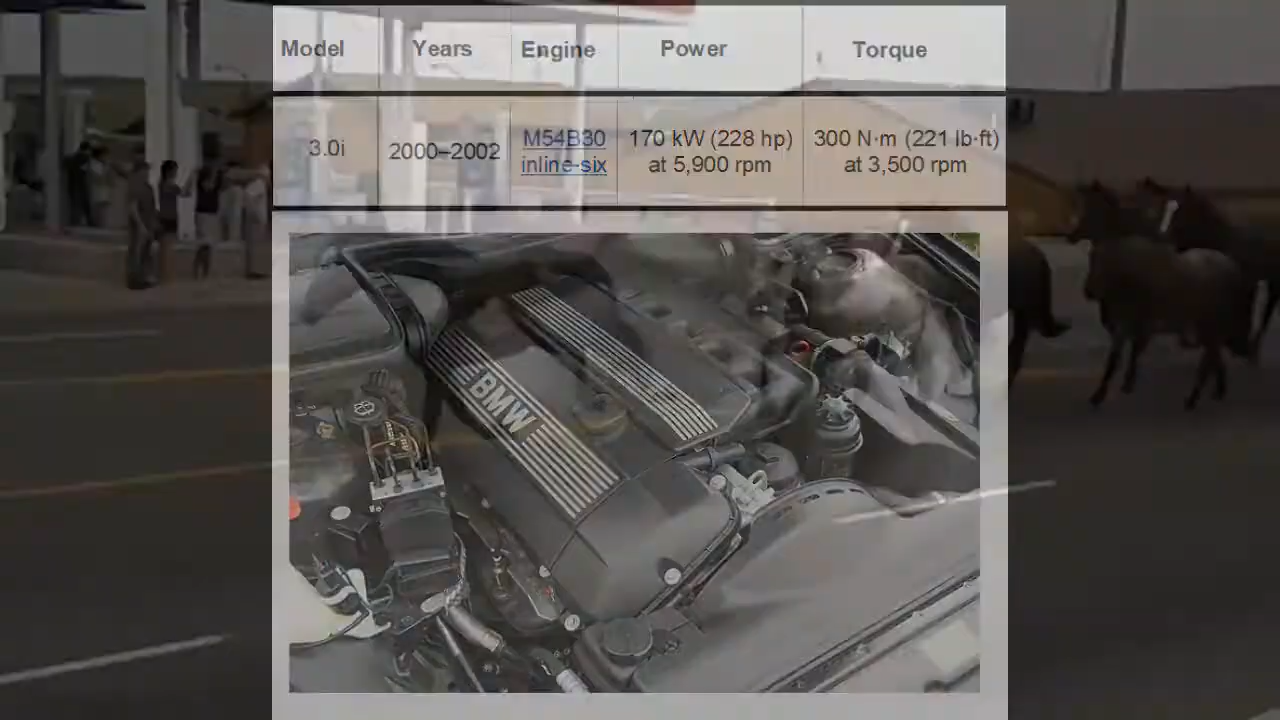 Model Years Engine Power Torque
3.0i 2000–2002 M54B30 inline-six 170 kW (228 hp) at 5,900 rpm 300 N·m (221 lb·ft) at 3,500 rpm
BMW